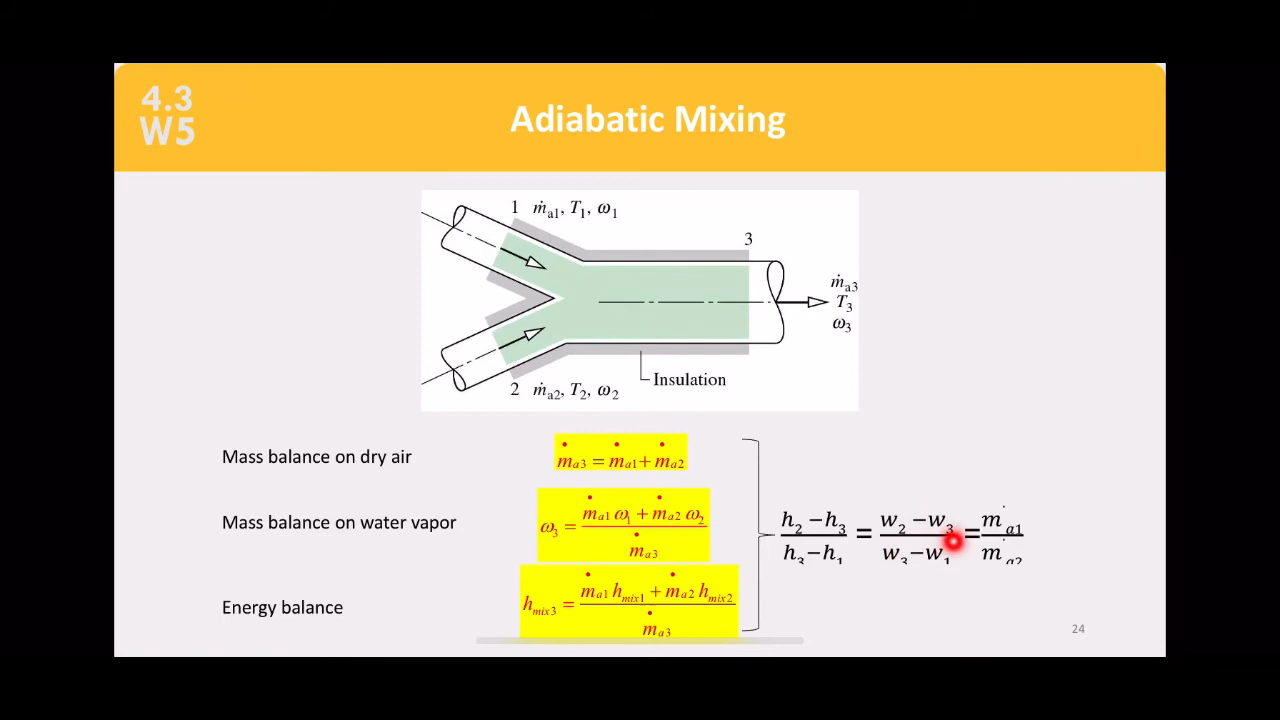 4.3
W5
Adiabatic Mixing
1 ṁa1, T1, ω1
3
ṁa3
T3
ω3
Insulation
2 ṁa2, T2, ω2
Mass balance on dry air
ṁa3 = ṁa1 + ṁa2
Mass balance on water vapor
ω3 = (ṁa1 ω1 + ṁa2 ω2) / ṁa3
Energy balance
hmix3 = (ṁa1 hmix1 + ṁa2 hmix2) / ṁa3
(h2 − h3) / (h3 − h1) = (w2 − w3) / (w3 − w1) = m˙a1 / m˙a2
24